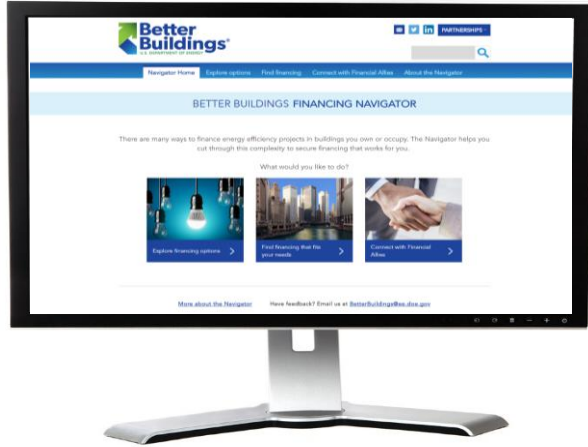 Better
Buildings®
U.S. DEPARTMENT OF ENERGY
in
PARTNERSHIPS
Navigator Home Explore options Find financing Connect with Financial Allies About the Navigator
BETTER BUILDINGS FINANCING NAVIGATOR
There are many ways to finance energy efficiency projects in buildings you own or occupy. The Navigator helps you
cut through this complexity to secure financing that works for you.
What would you like to do?
Explore financing options
Find financing that fits
your needs
Connect with Financial
Allies
More about the Navigator Have feedback? Email us at BetterBuildings@ee.doe.gov